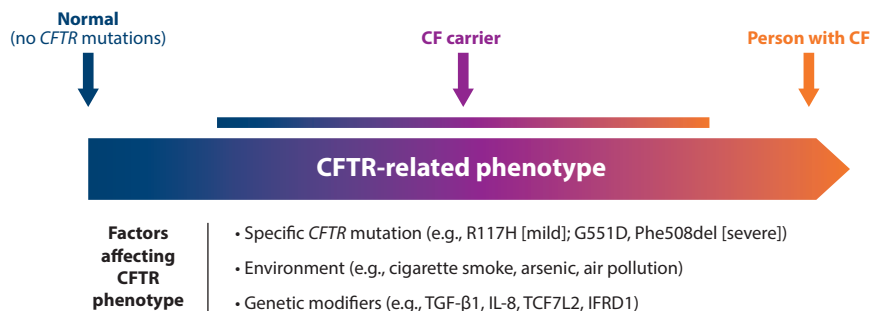 Normal
(no CFTR mutations)
CF carrier
Person with CF
CFTR-related phenotype
Factors
affecting
CFTR
phenotype
• Specific CFTR mutation (e.g., R117H [mild]; G551D, Phe508del [severe])
• Environment (e.g., cigarette smoke, arsenic, air pollution)
• Genetic modifiers (e.g., TGF-β1, IL-8, TCF7L2, IFRD1)